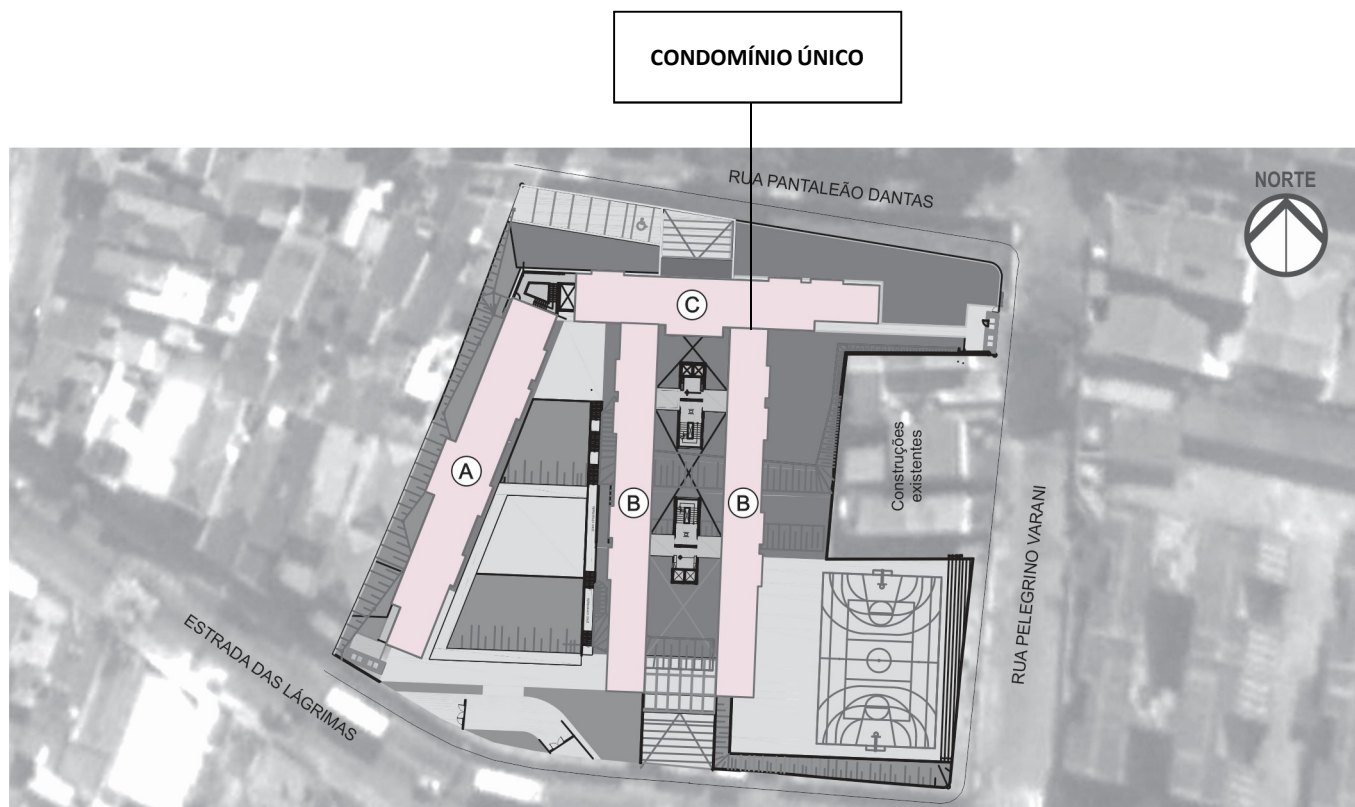 CONDOMÍNIO ÚNICO
RUA PANTALEÃO DANTAS
NORTE
C
A
B
B
Construções
existentes
ESTRADA DAS LÁGRIMAS
RUA PELEGRINO VARANI